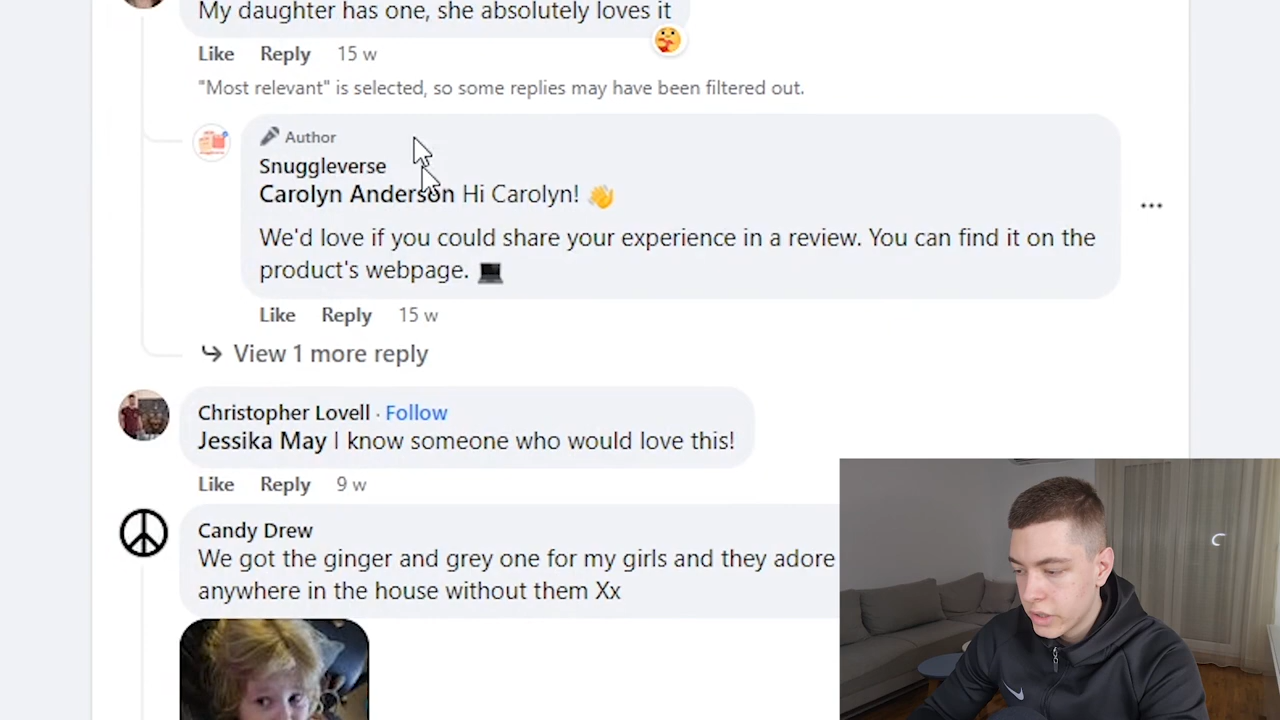 My daughter has one, she absolutely loves it
Like Reply 15 w
"Most relevant" is selected, so some replies may have been filtered out.
Author
Snuggleverse
Carolyn Anderson Hi Carolyn! 👋
We'd love if you could share your experience in a review. You can find it on the
product's webpage. 💻
Like Reply 15 w
View 1 more reply
Christopher Lovell · Follow
Jessika May I know someone who would love this!
Like Reply 9 w
Candy Drew
We got the ginger and grey one for my girls and they adore
anywhere in the house without them Xx